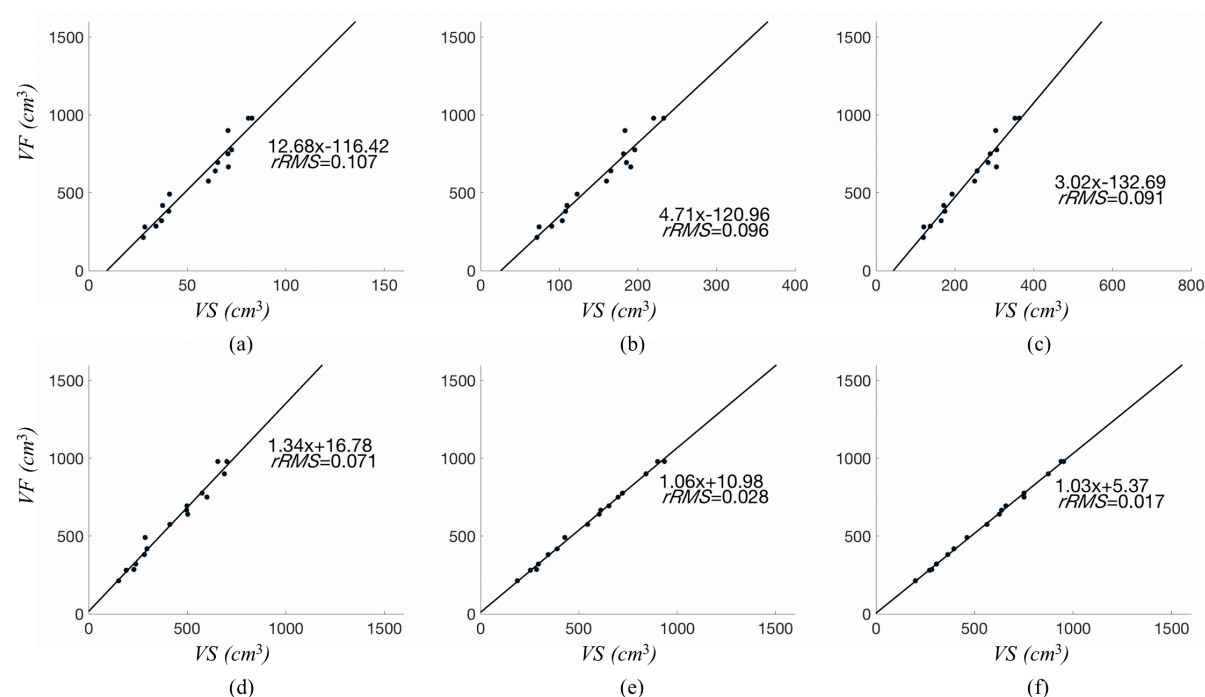 1500
1000
500
0
VF (cm³)
12.68x-116.42
rRMS=0.107
0 50 100 150
VS (cm³)
(a)
1500
1000
500
0
4.71x-120.96
rRMS=0.096
0 100 200 300 400
VS (cm³)
(b)
1500
1000
500
0
3.02x-132.69
rRMS=0.091
0 200 400 600 800
VS (cm³)
(c)
1500
1000
500
0
VF (cm³)
1.34x+16.78
rRMS=0.071
0 500 1000 1500
VS (cm³)
(d)
1500
1000
500
0
1.06x+10.98
rRMS=0.028
0 500 1000 1500
VS (cm³)
(e)
1500
1000
500
0
1.03x+5.37
rRMS=0.017
0 500 1000 1500
VS (cm³)
(f)